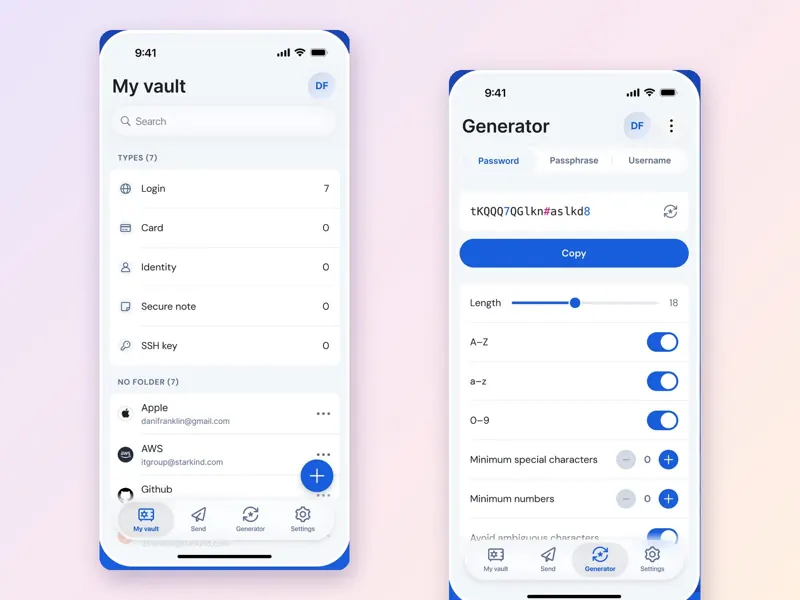 9:41
My vault
DF
Search
TYPES (7)
Login 7
Card 0
Identity 0
Secure note 0
SSH key 0
NO FOLDER (7)
Apple
danifranklin@gmail.com
AWS
itgroup@starkind.com
Github
My vault Send Generator Settings
9:41
Generator
DF
Password Passphrase Username
tKQQQ7QGlkn#aslkd8
Copy
Length 18
A–Z
a–z
0–9
Minimum special characters 0
Minimum numbers 0
Avoid ambiguous characters
My vault Send Generator Settings